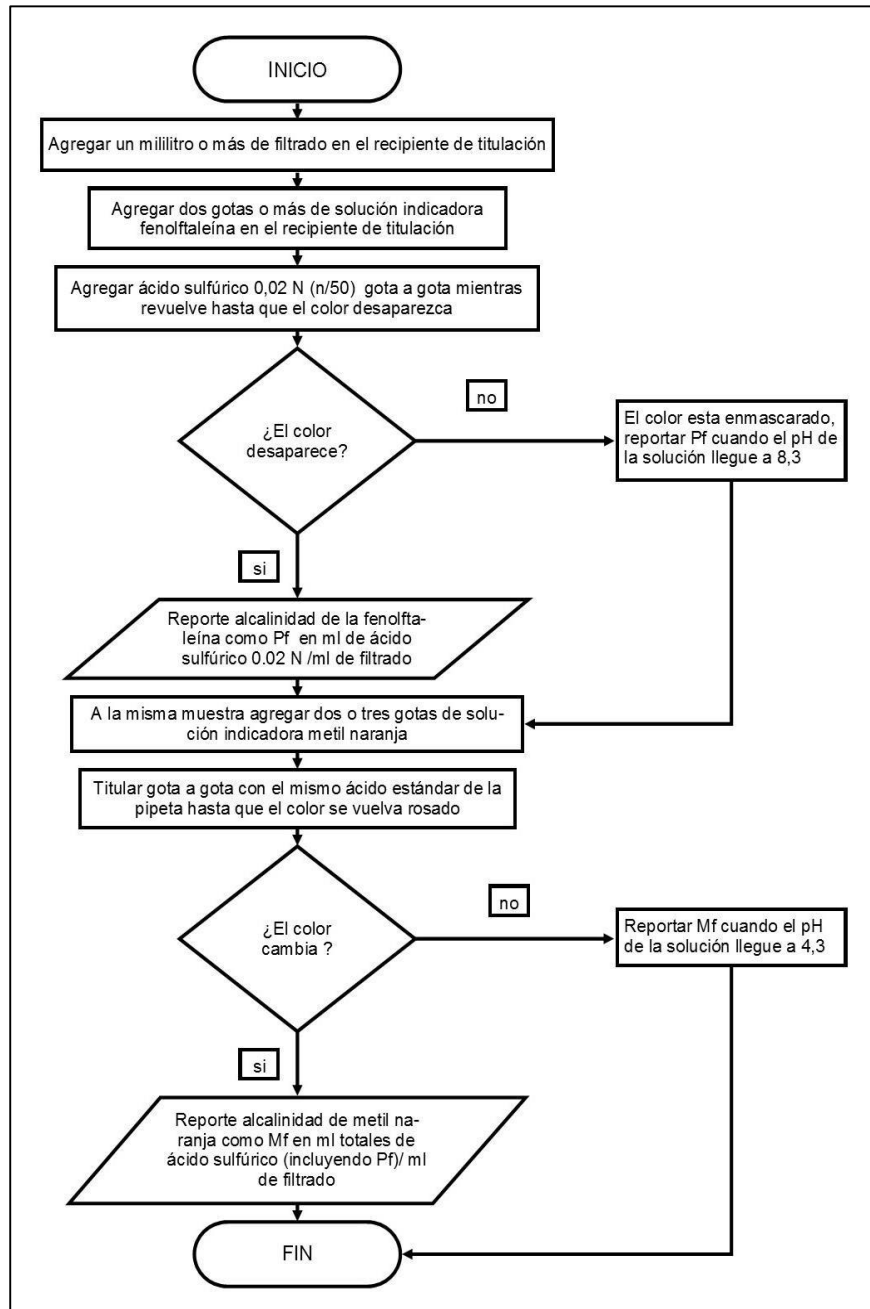 INICIO
Agregar un mililitro o más de filtrado en el recipiente de titulación
Agregar dos gotas o más de solución indicadora
fenolftaleína en el recipiente de titulación
Agregar ácido sulfúrico 0,02 N (n/50)  gota a gota mientras
revuelve hasta que el color desaparezca
¿El color
desaparece?
no
El color esta enmascarado,
reportar Pf cuando el pH de
la solución llegue a 8,3
si
Reporte alcalinidad de la fenolfta-
leína como Pf  en ml de ácido
sulfúrico 0.02 N /ml de filtrado
A la misma muestra agregar dos o tres gotas de solu-
ción indicadora metil naranja
Titular gota a gota con el mismo ácido estándar de la
pipeta hasta que el color se vuelva rosado
¿El color
cambia ?
no
Reportar Mf cuando el pH
de la solución llegue a 4,3
si
Reporte alcalinidad de metil na-
ranja como Mf en ml totales de
ácido sulfúrico (incluyendo Pf)/ ml
de filtrado
FIN